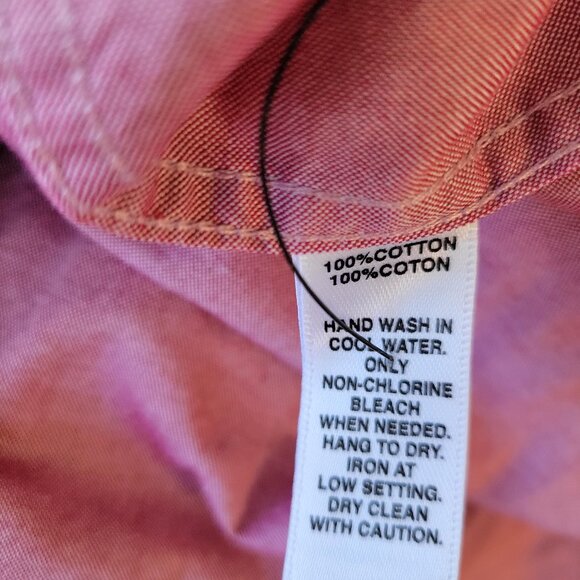 100%COTTON
100%COTON
HAND WASH IN
COOL WATER.
ONLY
NON-CHLORINE
BLEACH
WHEN NEEDED.
HANG TO DRY.
IRON AT
LOW SETTING.
DRY CLEAN
WITH CAUTION.